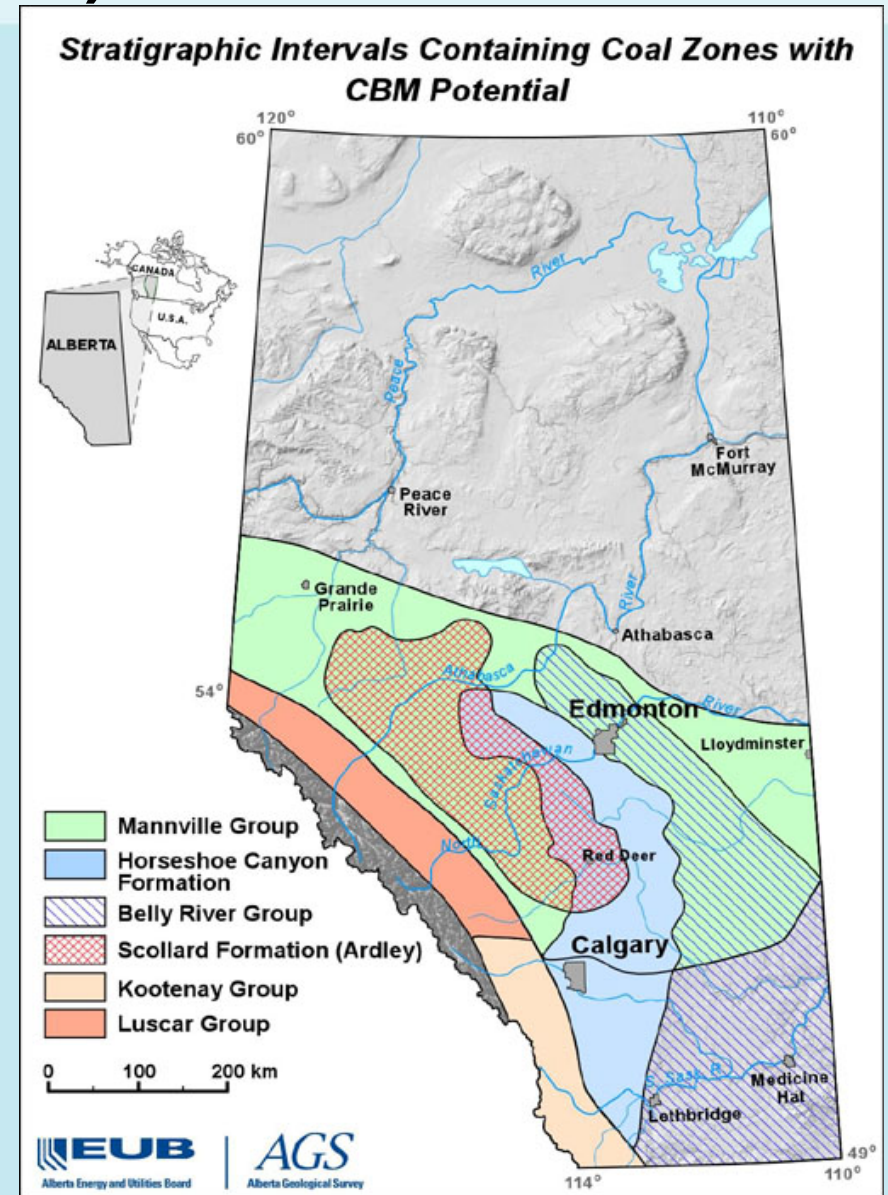 Stratigraphic Intervals Containing Coal Zones with
CBM Potential
120°
110°
60°
60°
CANADA
U.S.A.
ALBERTA
River
Peace
Fort
McMurray
Peace
River
Grande
Prairie
River
Athabasca
Athabasca
54°
River
Edmonton
Lloydminster
Saskatchewan
North
Red Deer
Calgary
Mannville Group
Horseshoe Canyon
Formation
Belly River Group
Scollard Formation (Ardley)
Kootenay Group
Luscar Group
0 100 200 km
S. Sask. R.
Medicine
Hat
Lethbridge
EUB
Alberta Energy and Utilities Board
AGS
Alberta Geological Survey
114°
49°
110°